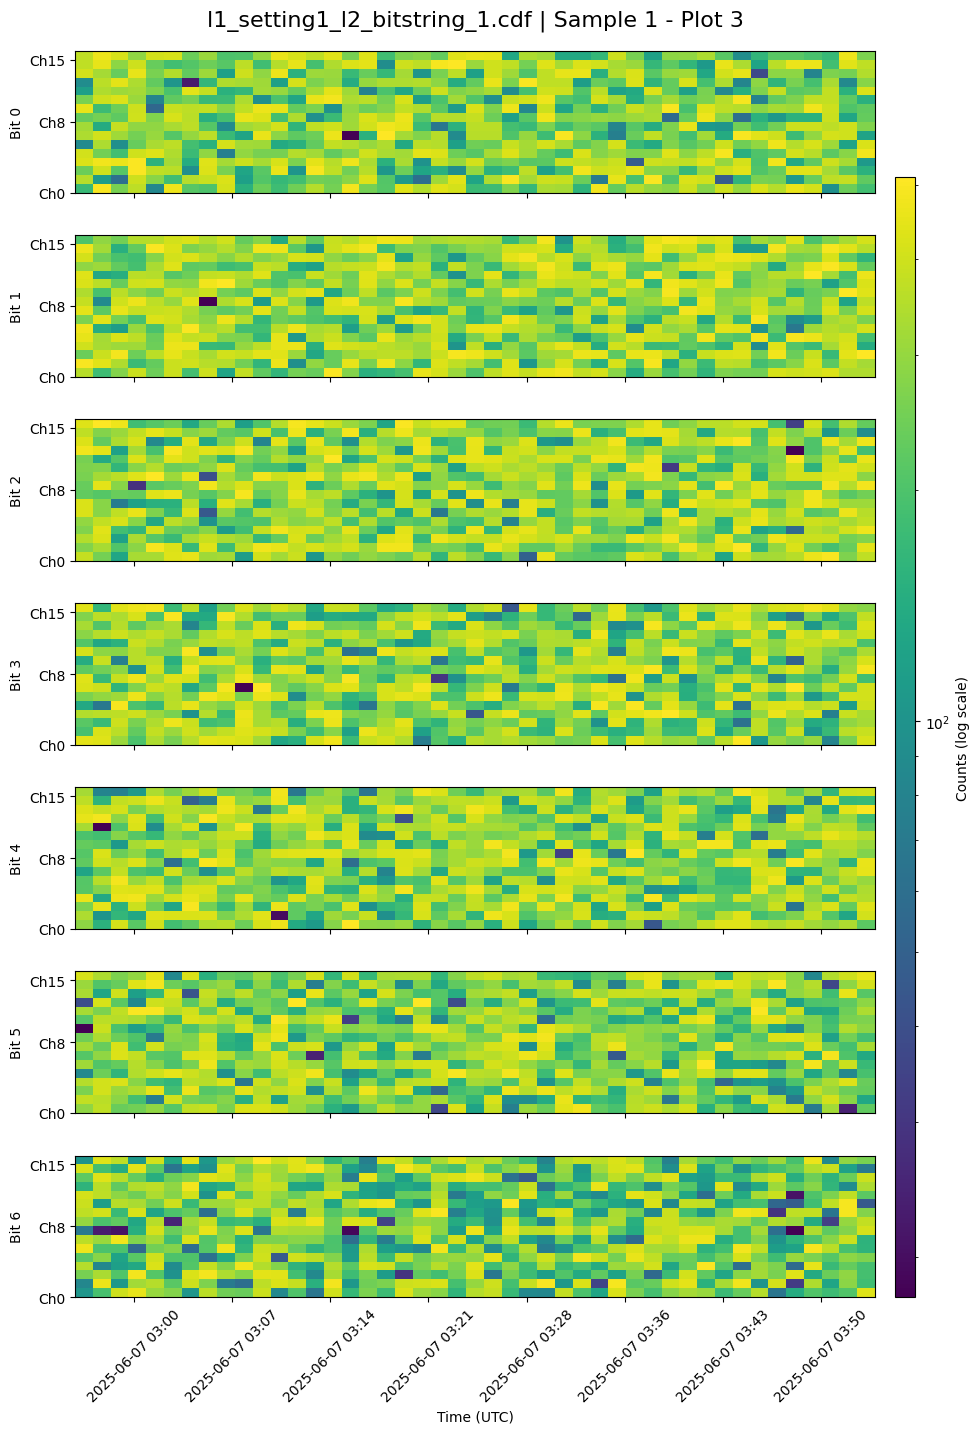 l1_setting1_l2_bitstring_1.cdf | Sample 1 - Plot 3
Ch15
Bit 0
Ch8
Ch0
Ch15
Bit 1
Ch8
Ch0
Ch15
Bit 2
Ch8
Ch0
Ch15
Bit 3
Ch8
Ch0
Ch15
Bit 4
Ch8
Ch0
Ch15
Bit 5
Ch8
Ch0
Ch15
Bit 6
Ch8
Ch0
2025-06-07 03:00
2025-06-07 03:07
2025-06-07 03:14
2025-06-07 03:21
2025-06-07 03:28
2025-06-07 03:36
2025-06-07 03:43
2025-06-07 03:50
Time (UTC)
10²
Counts (log scale)